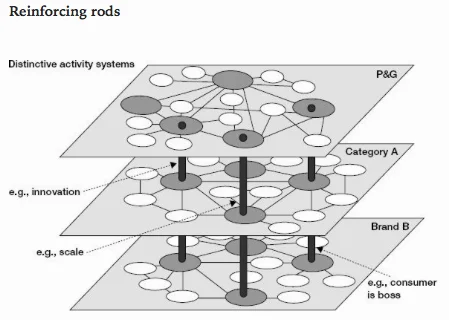 Reinforcing rods
Distinctive activity systems
P&G
Category A
e.g., innovation
Brand B
e.g., scale
e.g., consumer
is boss